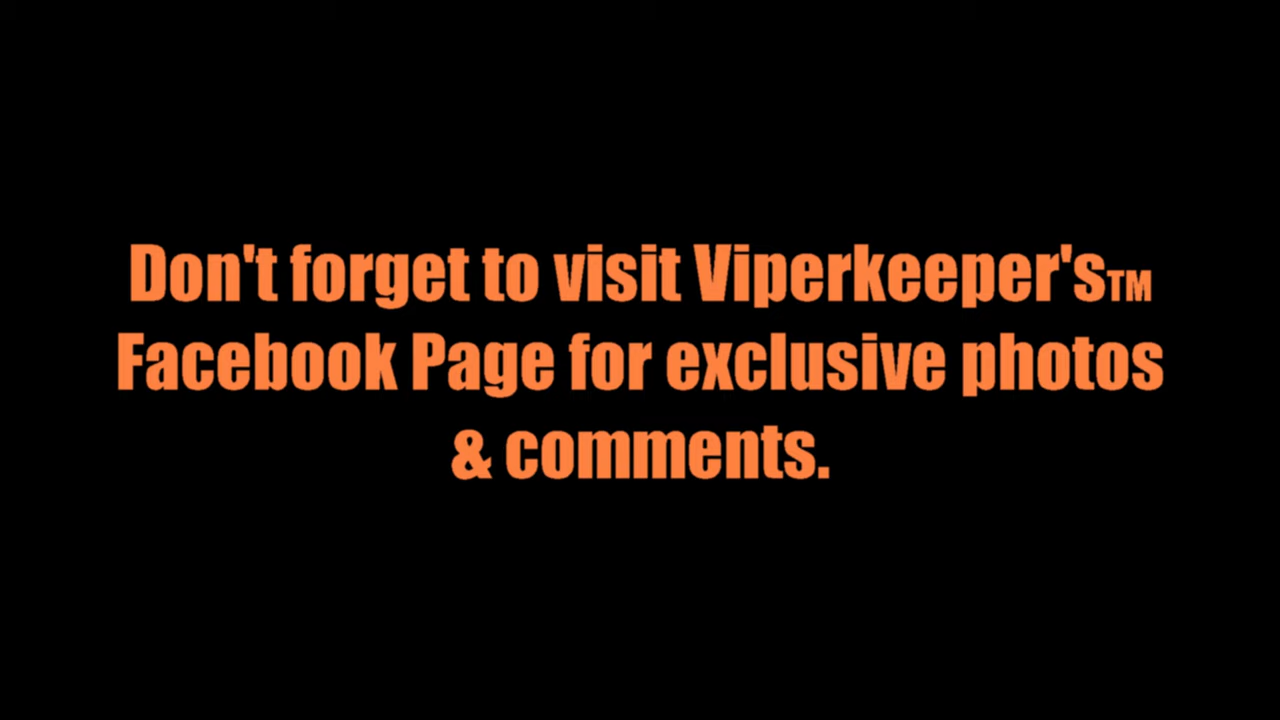 Don't forget to visit Viperkeeper's™
Facebook Page for exclusive photos
& comments.